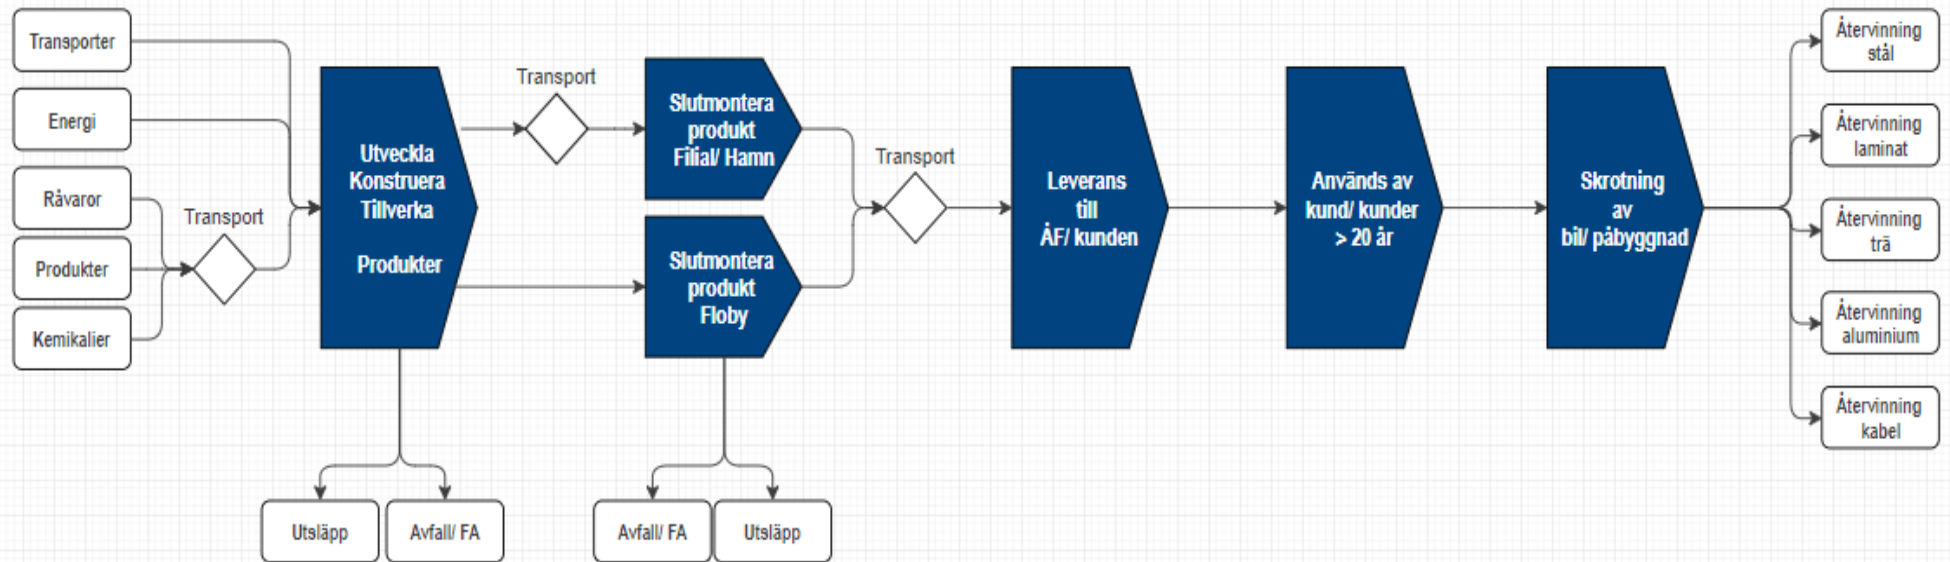 Transporter
Energi
Råvaror
Produkter
Kemikalier
Transport
Utveckla
Konstruera
Tillverka
Produkter
Utsläpp
Avfall/ FA
Transport
Slutmontera
produkt
Filial/ Hamn
Slutmontera
produkt
Floby
Avfall/ FA
Utsläpp
Transport
Leverans
till
ÅF/ kunden
Används av
kund/ kunder
> 20 år
Skrotning
av
bil/ påbyggnad
Återvinning
stål
Återvinning
laminat
Återvinning
trä
Återvinning
aluminium
Återvinning
kabel